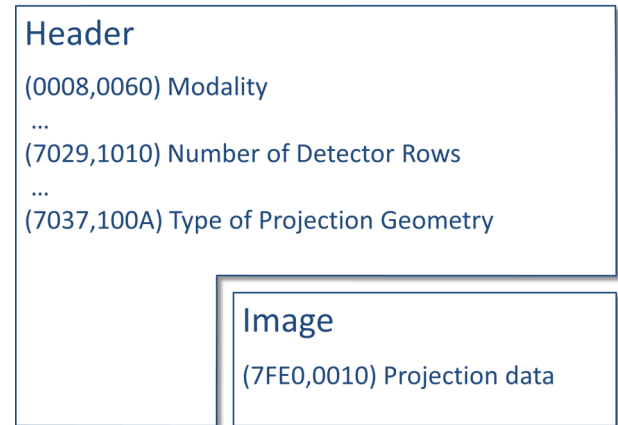 Header
(0008,0060) Modality
...
(7029,1010) Number of Detector Rows
...
(7037,100A) Type of Projection Geometry
Image
(7FE0,0010) Projection data